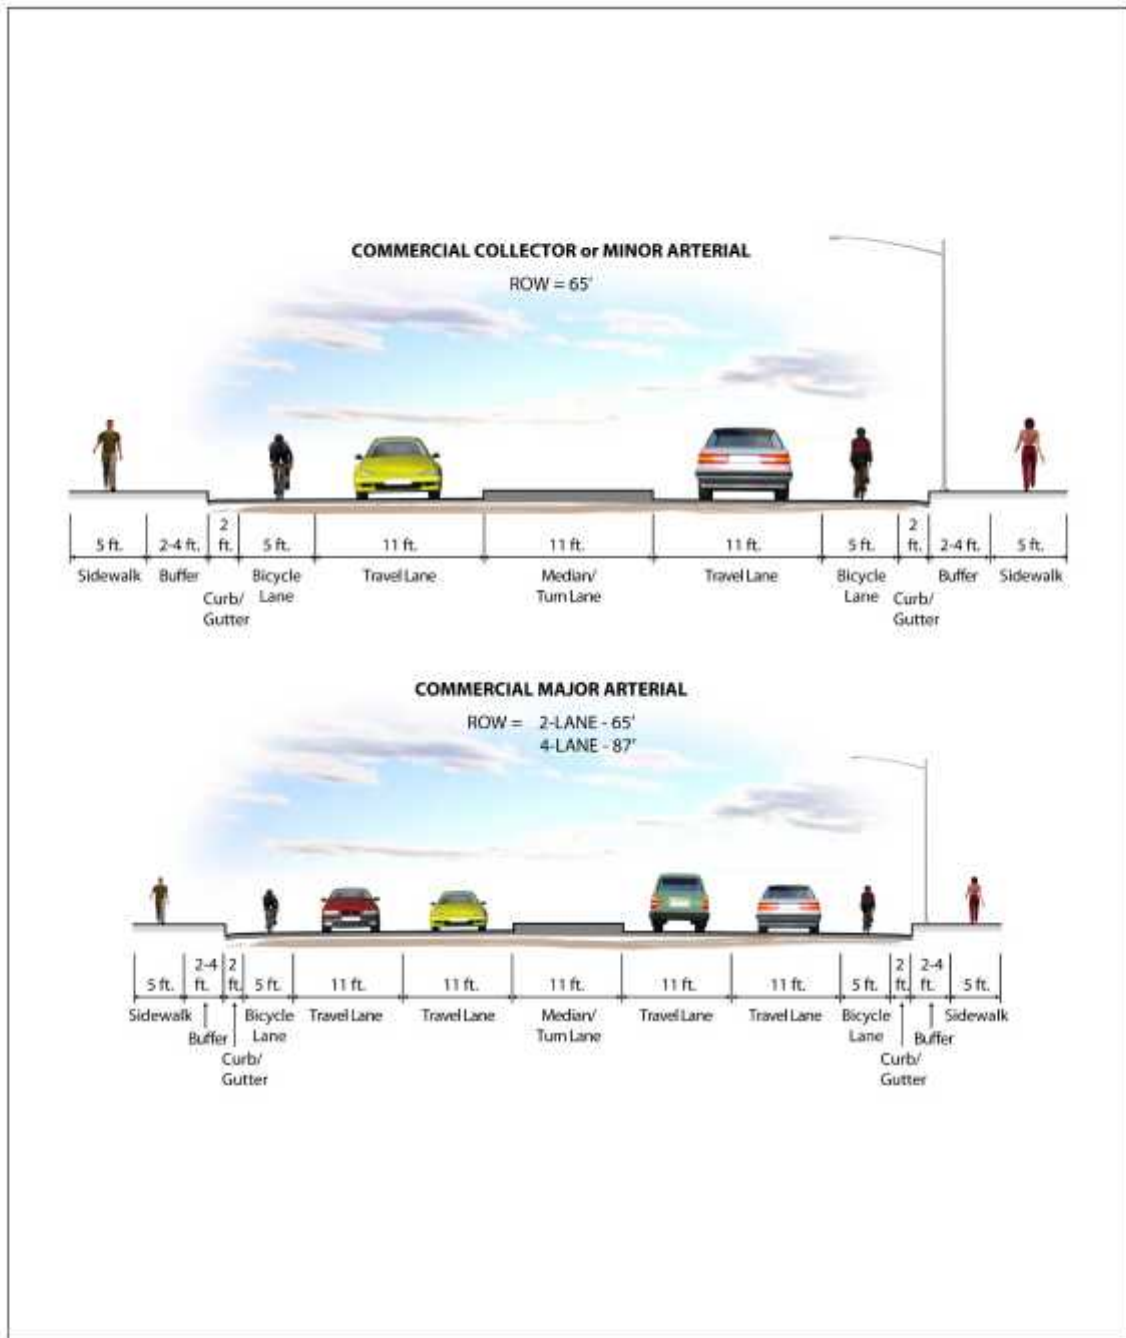 COMMERCIAL COLLECTOR or MINOR ARTERIAL
ROW = 65'
5 ft. 2-4 ft. 2 ft. 5 ft. 11 ft. 11 ft. 11 ft. 5 ft. 2 ft. 2-4 ft. 5 ft.
Sidewalk Buffer Curb/ Gutter Bicycle Lane Travel Lane Median/ Turn Lane Travel Lane Bicycle Lane Curb/ Gutter Buffer Sidewalk
COMMERCIAL MAJOR ARTERIAL
ROW = 2-LANE - 65'
4-LANE - 87'
5 ft. 2-4 ft. 2 ft. 5 ft. 11 ft. 11 ft. 11 ft. 11 ft. 11 ft. 5 ft. 2 ft. 2-4 ft. 5 ft.
Sidewalk Buffer Curb/ Gutter Bicycle Lane Travel Lane Travel Lane Median/ Turn Lane Travel Lane Travel Lane Bicycle Lane Curb/ Gutter Buffer Sidewalk